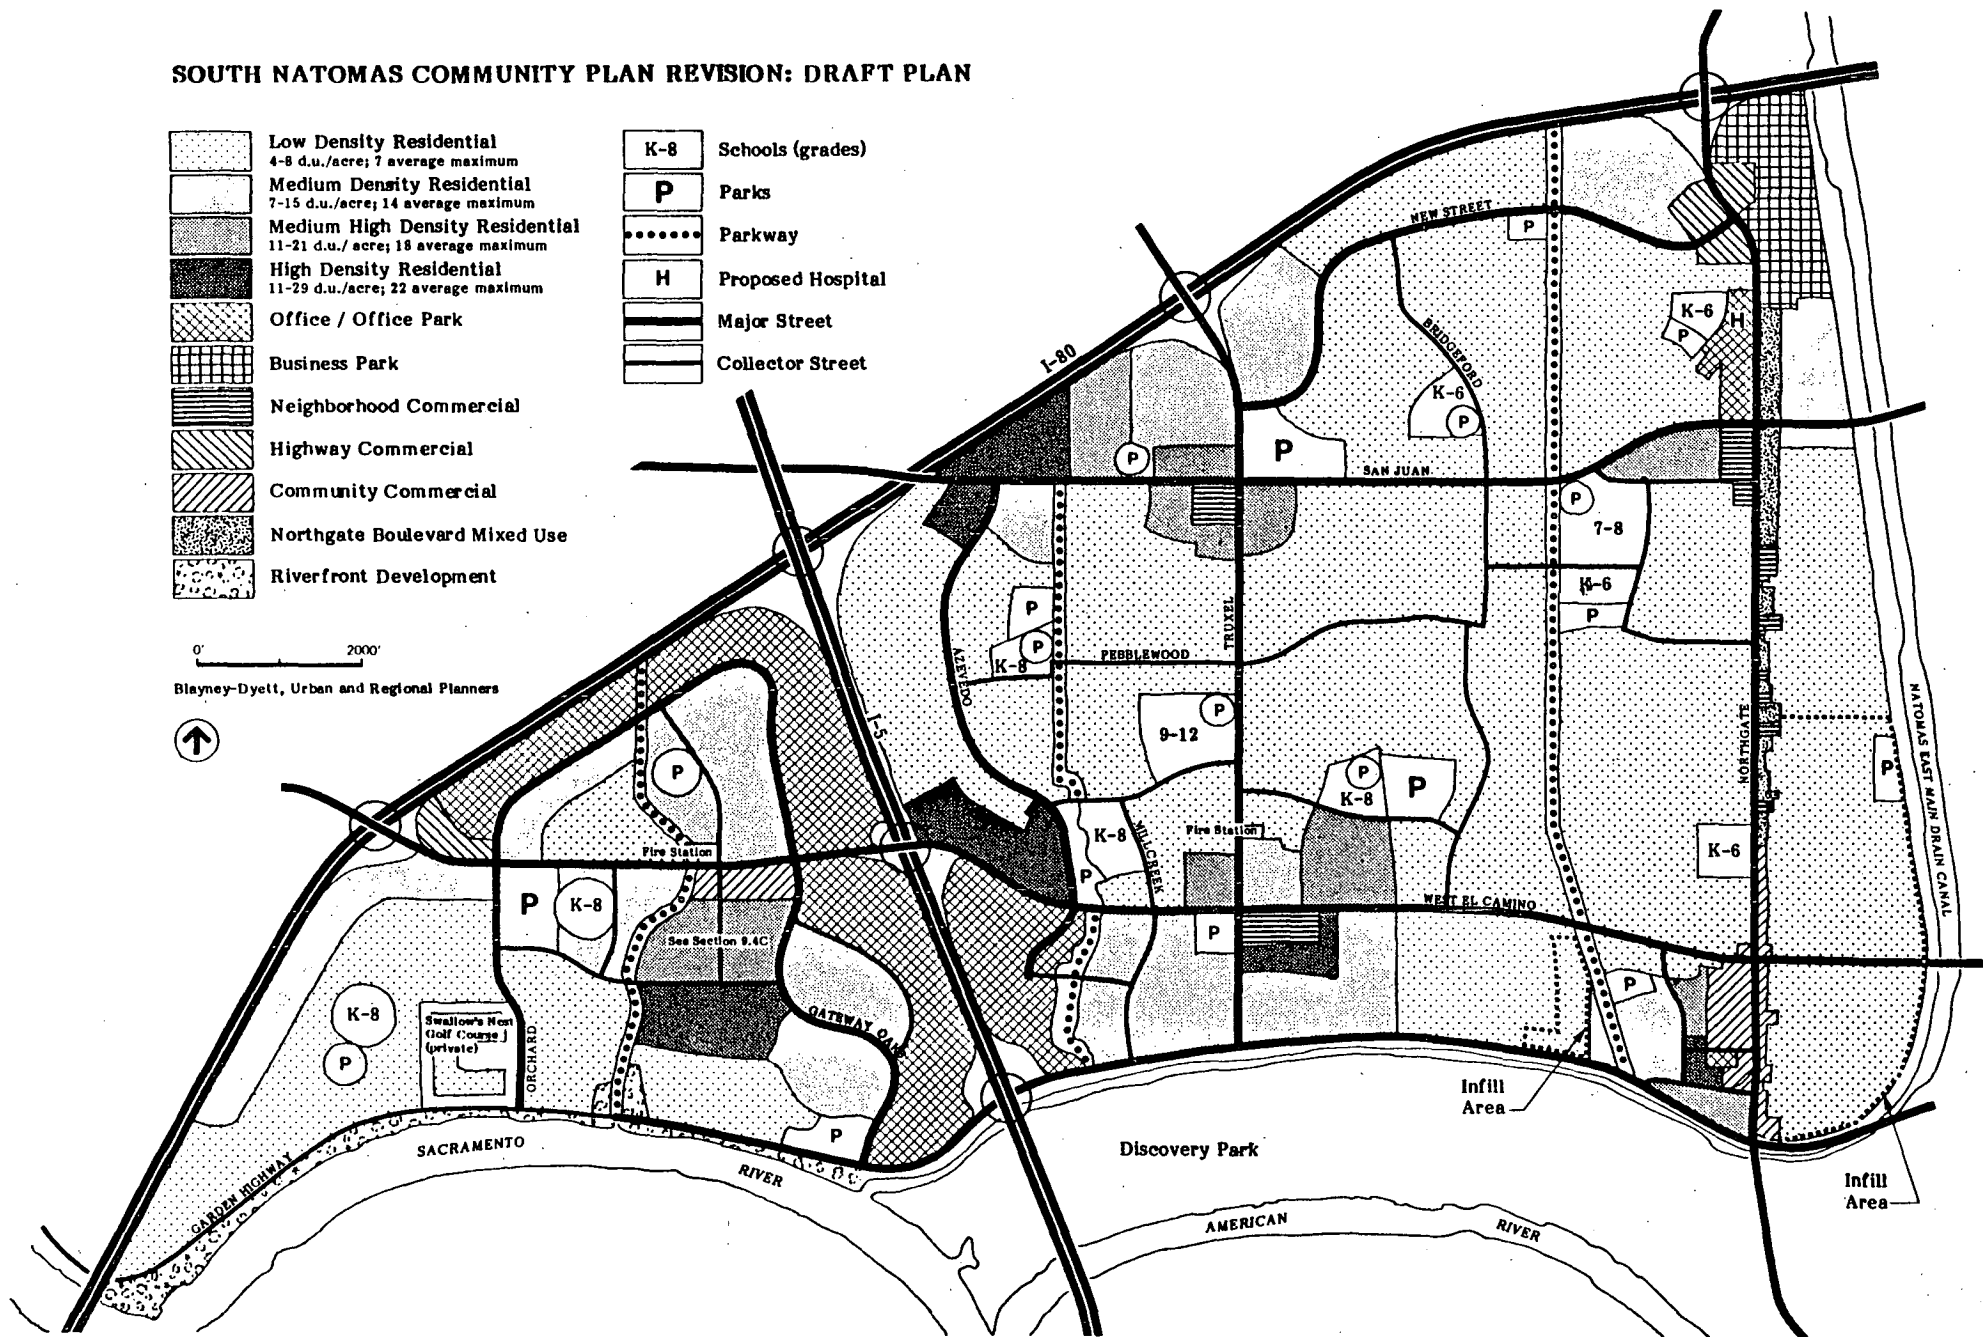 SOUTH NATOMAS COMMUNITY PLAN REVISION: DRAFT PLAN
Low Density Residential
4-8 d.u./acre; 7 average maximum
Medium Density Residential
7-15 d.u./acre; 14 average maximum
Medium High Density Residential
11-21 d.u./ acre; 18 average maximum
High Density Residential
11-29 d.u./acre; 22 average maximum
Office / Office Park
Business Park
Neighborhood Commercial
Highway Commercial
Community Commercial
Northgate Boulevard Mixed Use
Riverfront Development
K-8 Schools (grades)
P Parks
Parkway
H Proposed Hospital
Major Street
Collector Street
0' 2000'
Blayney-Dyett, Urban and Regional Planners
I-80
NEW STREET
P
BRIDGEFORD
K-6
P
H
K-6
P
P
P
SAN JUAN
P
7-8
K-6
P
P
P
K-8
AZEVEDO
PEBBLEWOOD
TRUXEL
I-5
9-12
P
P
K-8
P
P
NORTHGATE
NATOMAS EAST MAIN DRAIN CANAL
P
K-8
MILLCREEK
P
Fire Station
K-6
Fire Station
P
K-8
See Section 9.4C
WEST EL CAMINO
P
P
K-8
P
Swallow's Nest
Golf Course
(private)
ORCHARD
GATEWAY OAKS
P
GARDEN HIGHWAY
SACRAMENTO
RIVER
Discovery Park
Infill
Area
Infill
Area
AMERICAN
RIVER